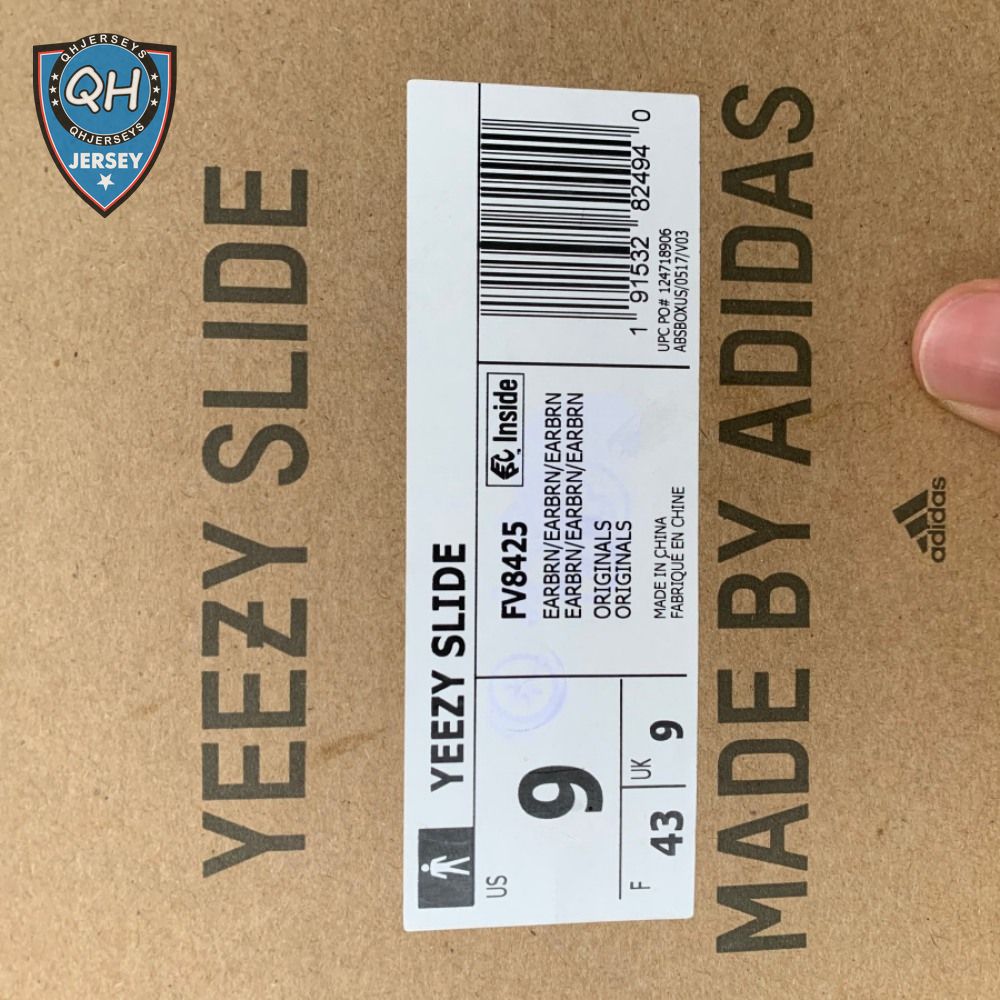 QHJERSEYS
QH
QHJERSEYS
JERSEY
YEEZY SLIDE
YEEZY SLIDE
US
9
F
43
UK
9
FV8425
Inside
EARBRN/EARBRN/EARBRN
EARBRN/EARBRN/EARBRN
ORIGINALS
ORIGINALS
MADE IN CHINA
FABRIQUE EN CHINE
1 91532 82494 0
UPC PO# 124718906
ABSBOXUS/0517/V03
MADE BY ADIDAS
adidas